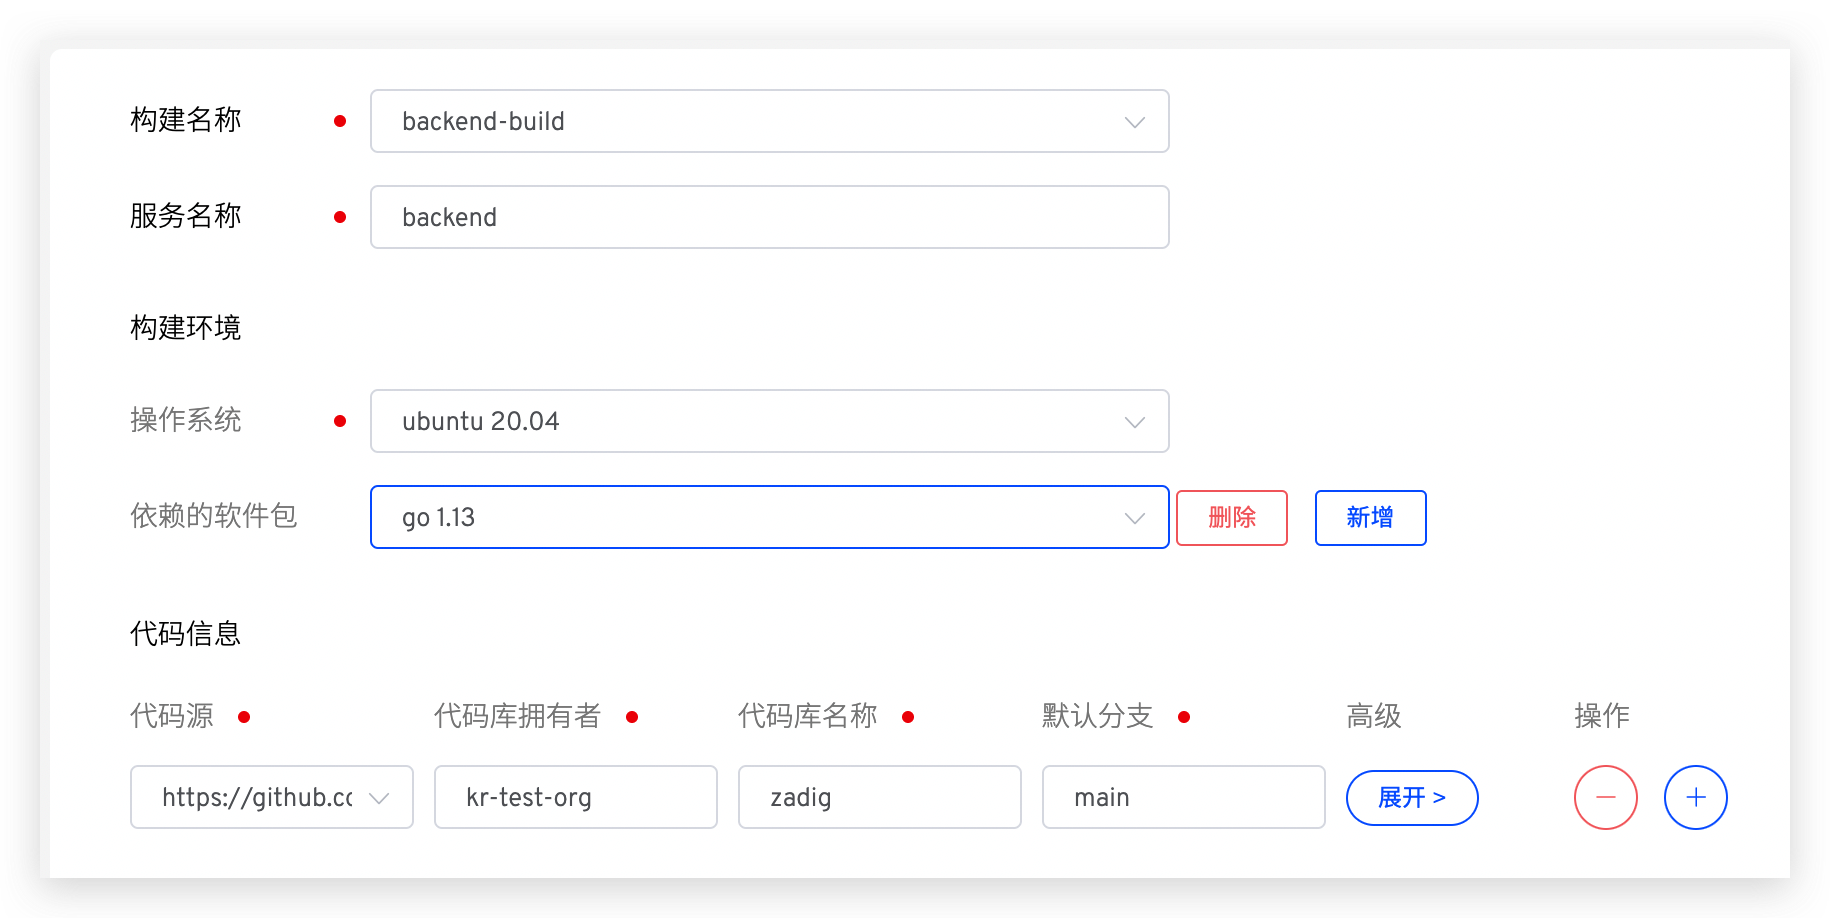 构建名称 backend-build
服务名称 backend
构建环境
操作系统 ubuntu 20.04
依赖的软件包 go 1.13 删除 新增
代码信息
代码源 代码库拥有者 代码库名称 默认分支 高级 操作
https://github.cc kr-test-org zadig main 展开 >